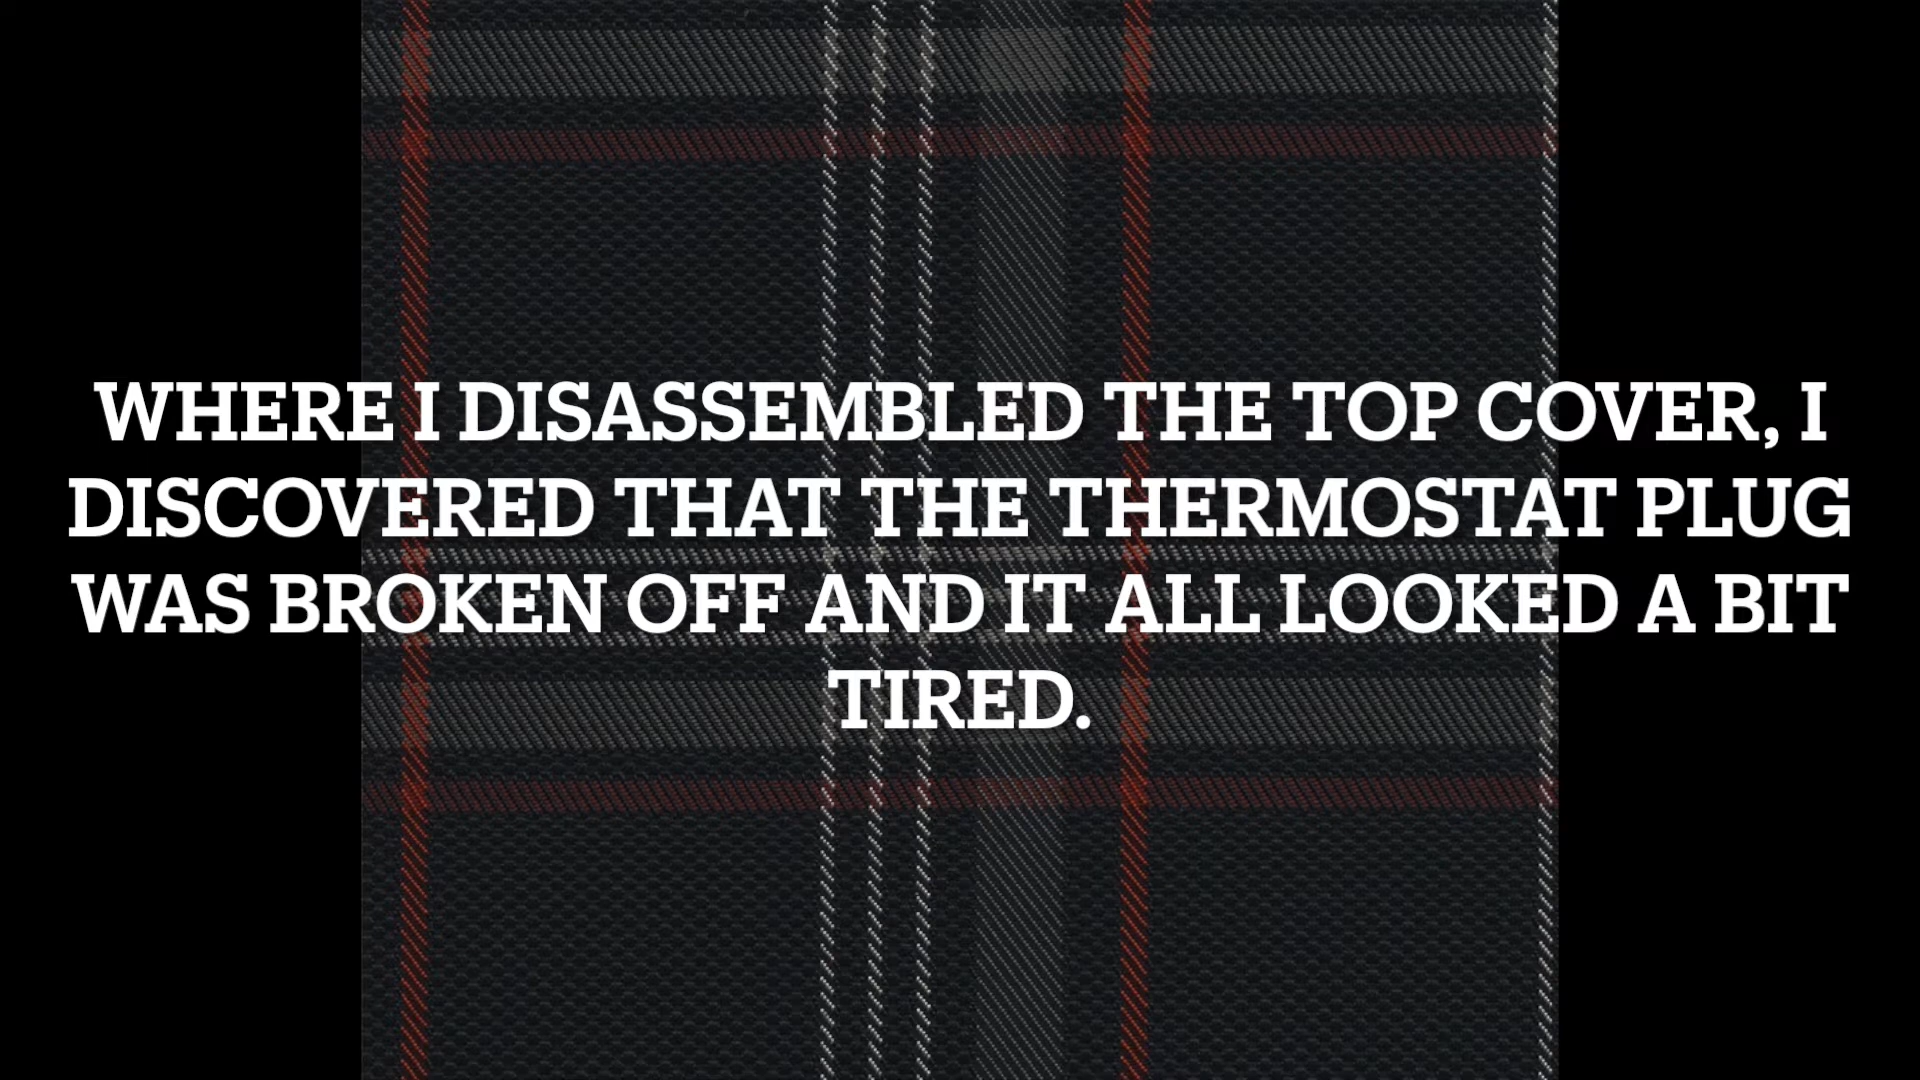 WHERE I DISASSEMBLED THE TOP COVER, I
DISCOVERED THAT THE THERMOSTAT PLUG
WAS BROKEN OFF AND IT ALL LOOKED A BIT
TIRED.